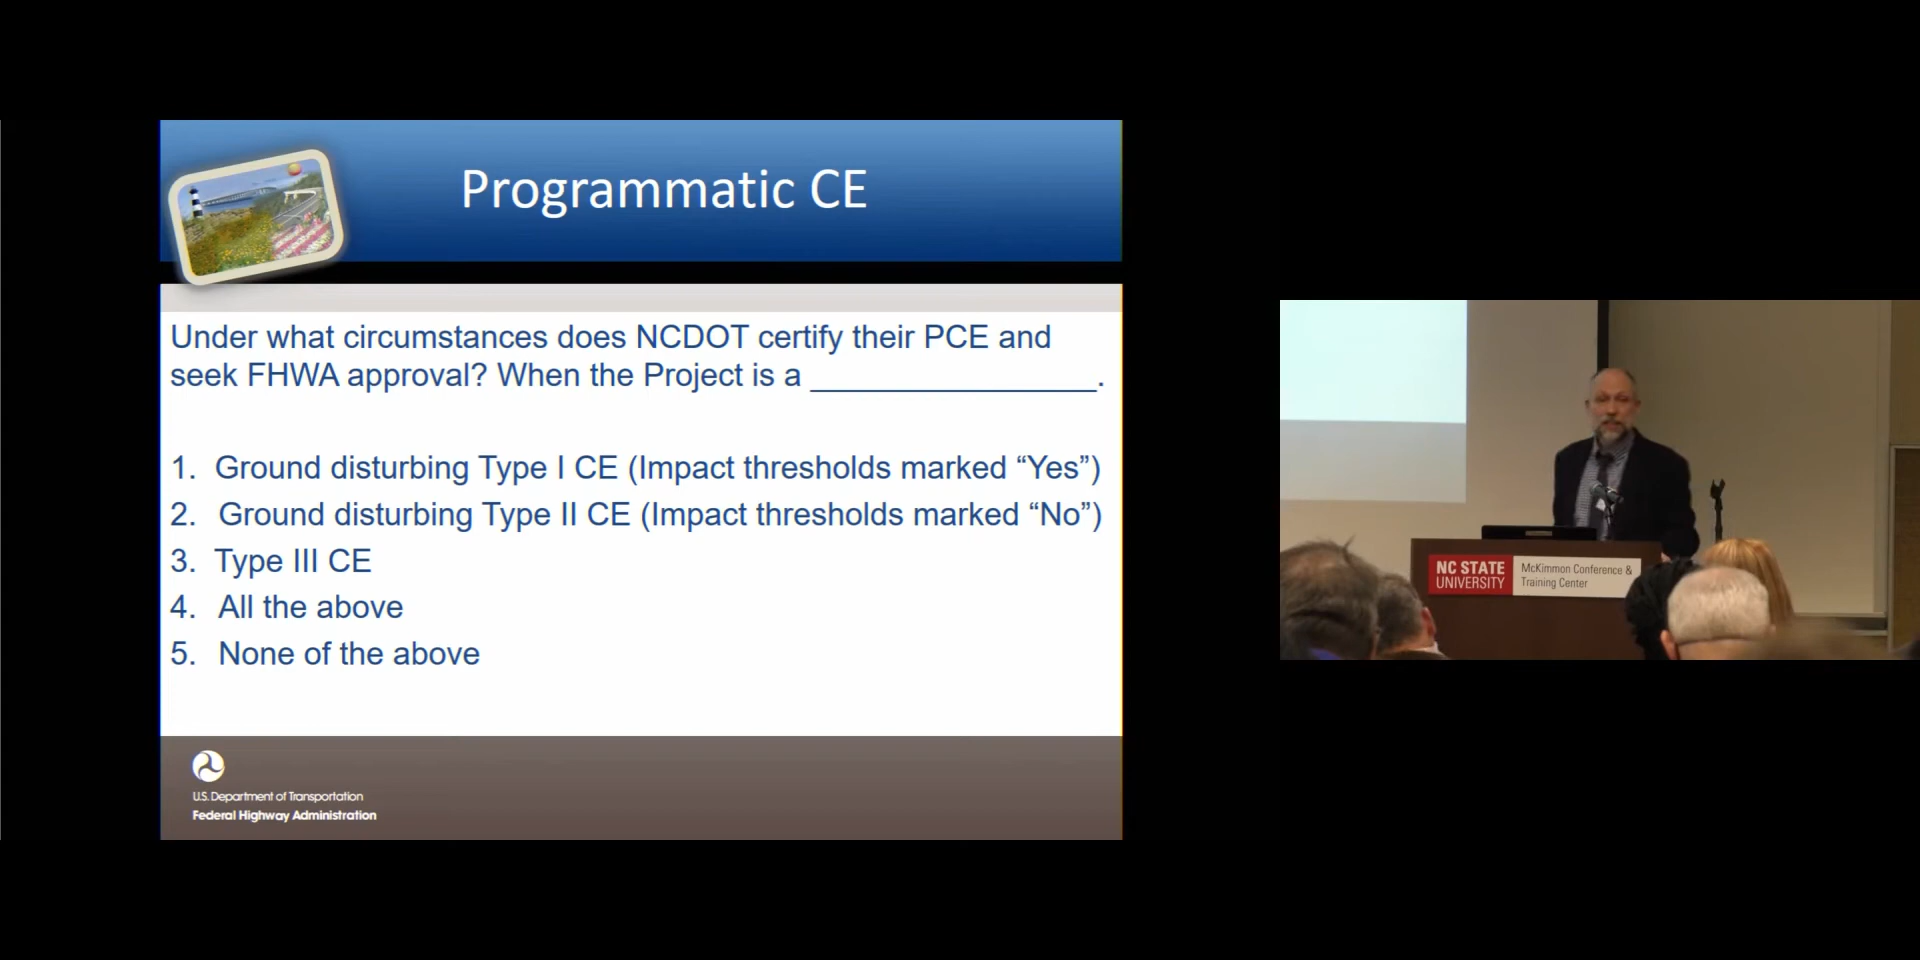 Programmatic CE
Under what circumstances does NCDOT certify their PCE and
seek FHWA approval? When the Project is a _________________.
1. Ground disturbing Type I CE (Impact thresholds marked “Yes”)
2. Ground disturbing Type II CE (Impact thresholds marked “No”)
3. Type III CE
4. All the above
5. None of the above
U.S. Department of Transportation
Federal Highway Administration
NC STATE
UNIVERSITY
McKimmon Conference &
Training Center